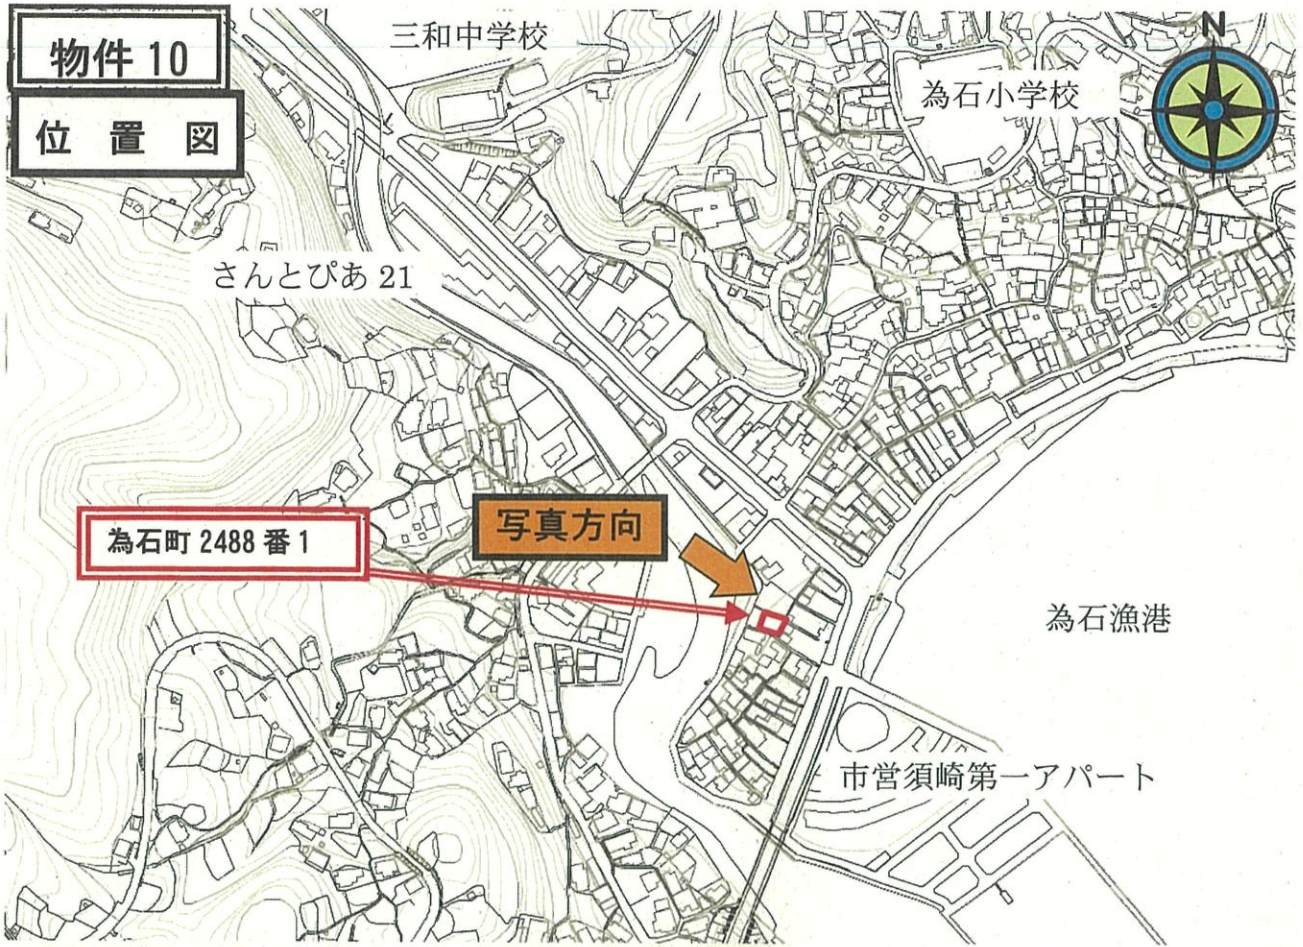 物件 10
位置図
三和中学校
為石小学校
N
さんとぴあ 21
写真方向
為石町 2488 番 1
為石漁港
市営須崎第一アパート